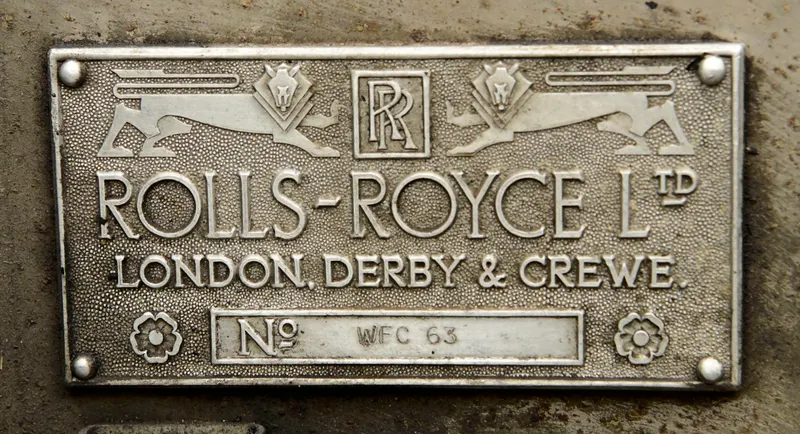 RR
ROLLS-ROYCE LTD
LONDON, DERBY & CREWE.
No WFC 63